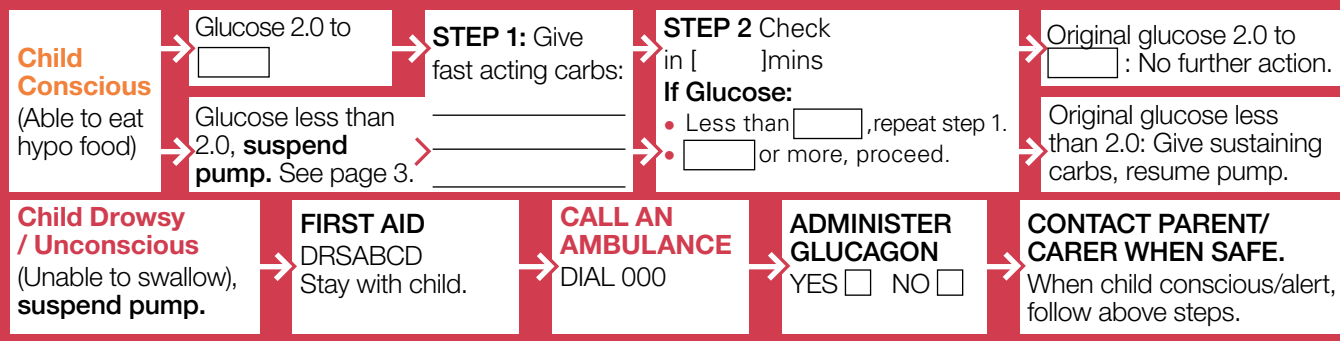 Child
Conscious
(Able to eat
hypo food)
Glucose 2.0 to
Glucose less than
2.0, suspend
pump. See page 3.
STEP 1: Give
fast acting carbs:
STEP 2 Check
in [ ]mins
If Glucose:
• Less than ,repeat step 1.
• or more, proceed.
Original glucose 2.0 to
: No further action.
Original glucose less
than 2.0: Give sustaining
carbs, resume pump.
Child Drowsy
/ Unconscious
(Unable to swallow),
suspend pump.
FIRST AID
DRSABCD
Stay with child.
CALL AN
AMBULANCE
DIAL 000
ADMINISTER
GLUCAGON
YES NO
CONTACT PARENT/
CARER WHEN SAFE.
When child conscious/alert,
follow above steps.